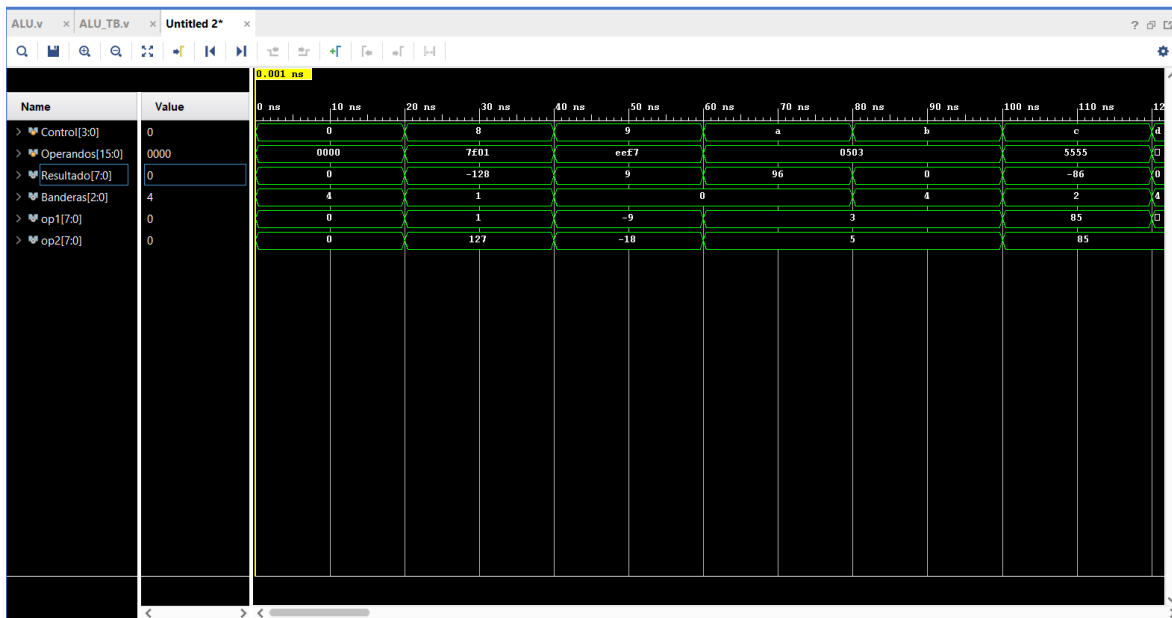 ALU.v × ALU_TB.v × Untitled 2* ×
0.001 ns
Name Value
0 ns 10 ns 20 ns 30 ns 40 ns 50 ns 60 ns 70 ns 80 ns 90 ns 100 ns 110 ns 12
Control[3:0] 0 0 8 9 a b c d
Operandos[15:0] 0000 0000 7f01 eef7 0503 5555
Resultado[7:0] 0 0 -128 9 96 0 -86 0
Banderas[2:0] 4 4 1 0 4 2 4
op1[7:0] 0 0 1 -9 3 85
op2[7:0] 0 0 127 -18 5 85